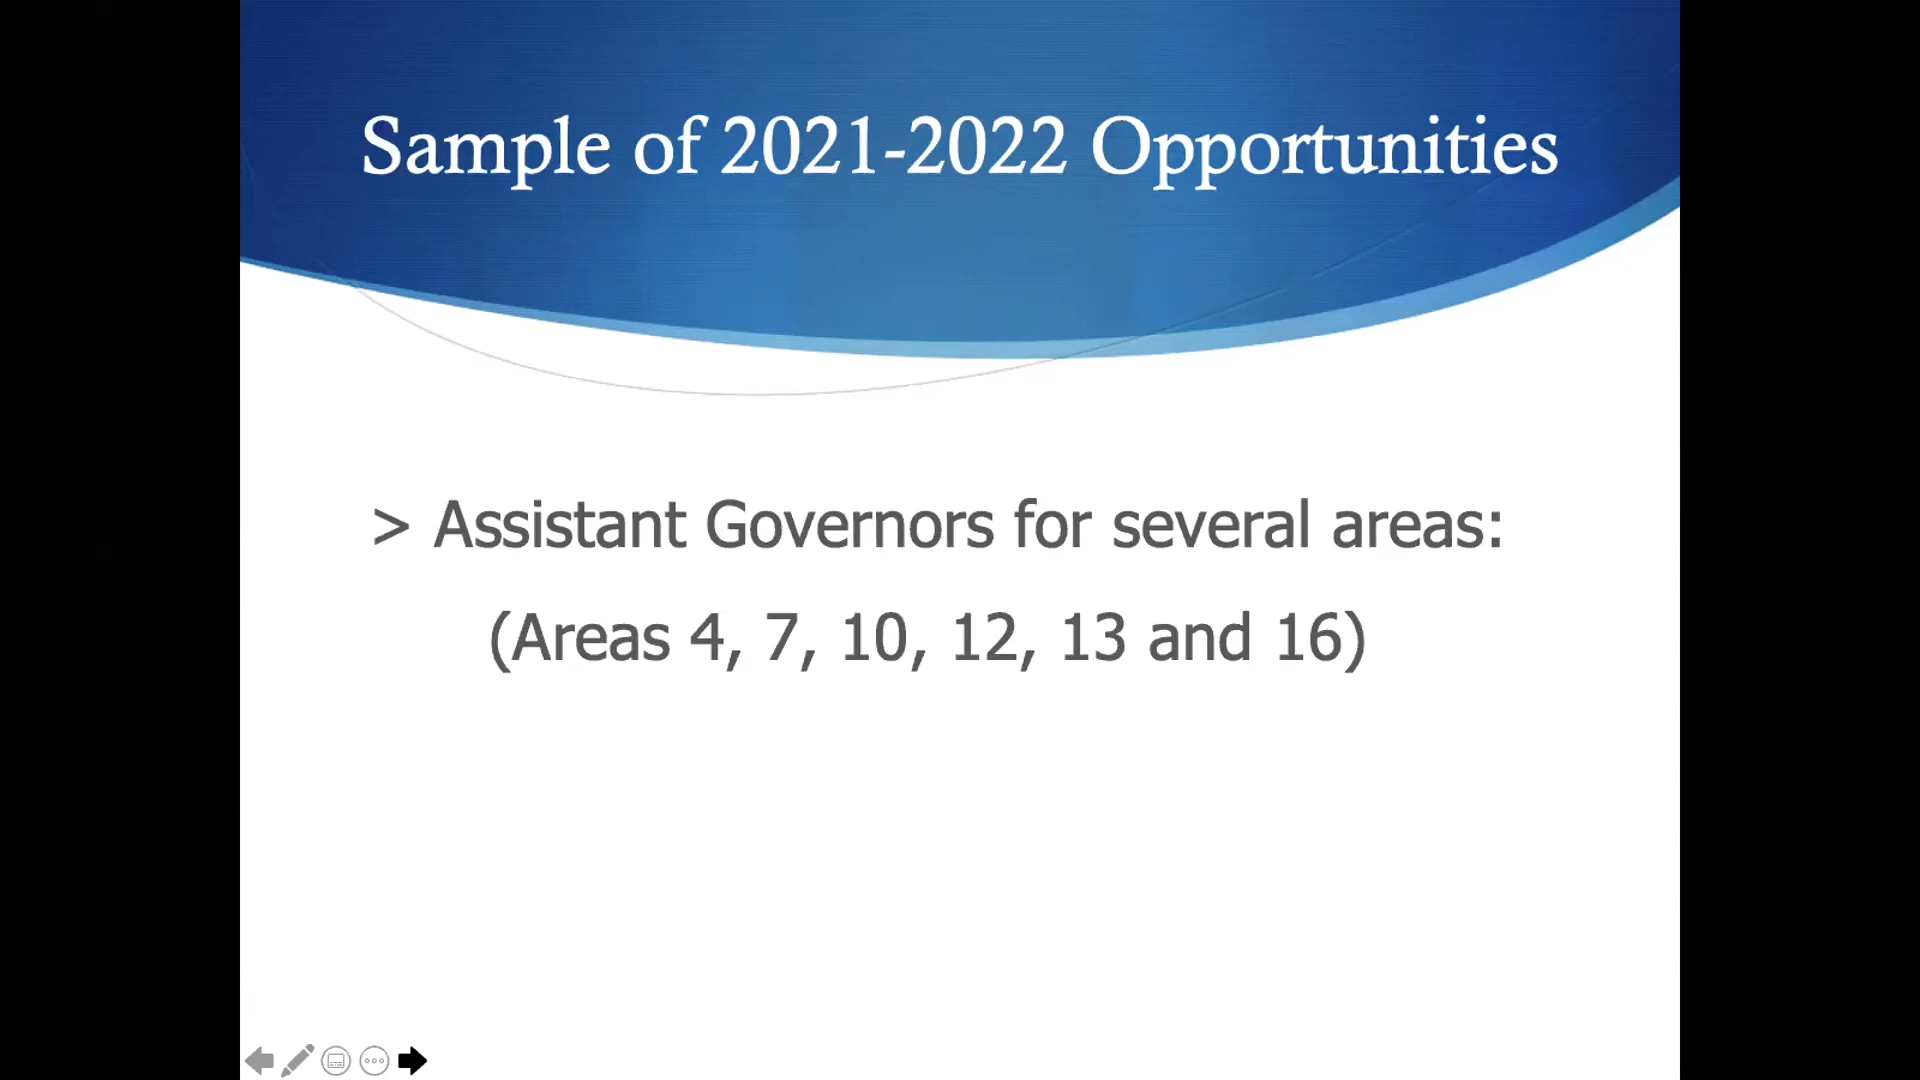 Sample of 2021-2022 Opportunities
> Assistant Governors for several areas:
(Areas 4, 7, 10, 12, 13 and 16)